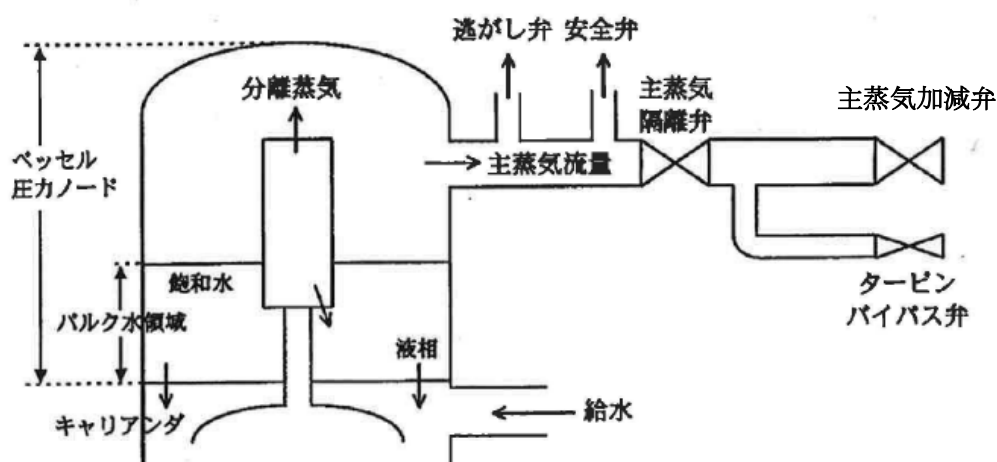 逃がし弁 安全弁
分離蒸気
主蒸気
隔離弁
主蒸気加減弁
ベッセル
圧力ノード
主蒸気流量
飽和水
バルク水領域
タービン
バイパス弁
液相
キャリアンダ
給水